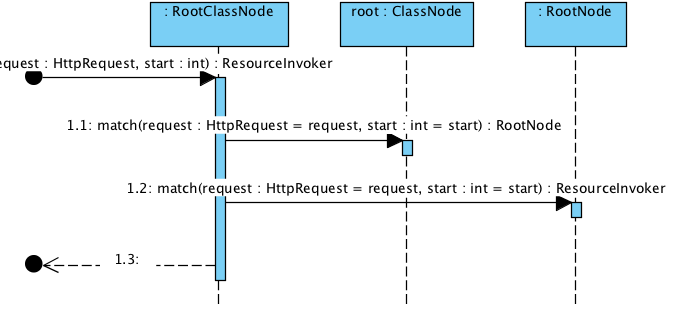 : RootClassNode
root : ClassNode
: RootNode
: HttpRequest, start : int) : ResourceInvoker
1.1: match(request : HttpRequest = request, start : int = start) : RootNode
1.2: match(request : HttpRequest = request, start : int = start) : ResourceInvoker
1.3: